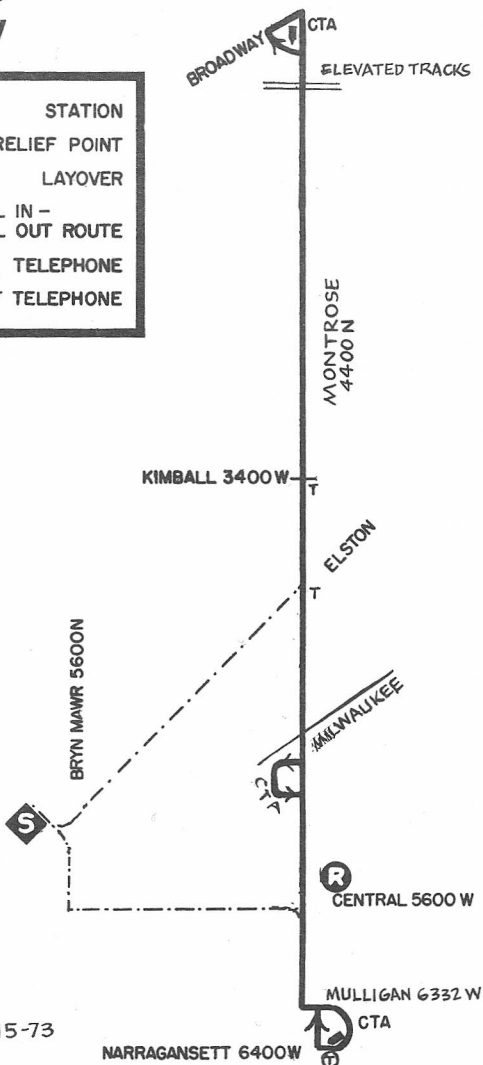 CTA
BROADWAY
ELEVATED TRACKS
STATION
RELIEF POINT
LAYOVER
IN -
OUT ROUTE
TELEPHONE
TELEPHONE
MONTROSE
4400 N
KIMBALL 3400 W
T
ELSTON
T
BRYN MAWR 5600N
MILWAUKEE
CTA
S
R
CENTRAL 5600 W
MULLIGAN 6332 W
CTA
5-73
NARRAGANSETT 6400W
T